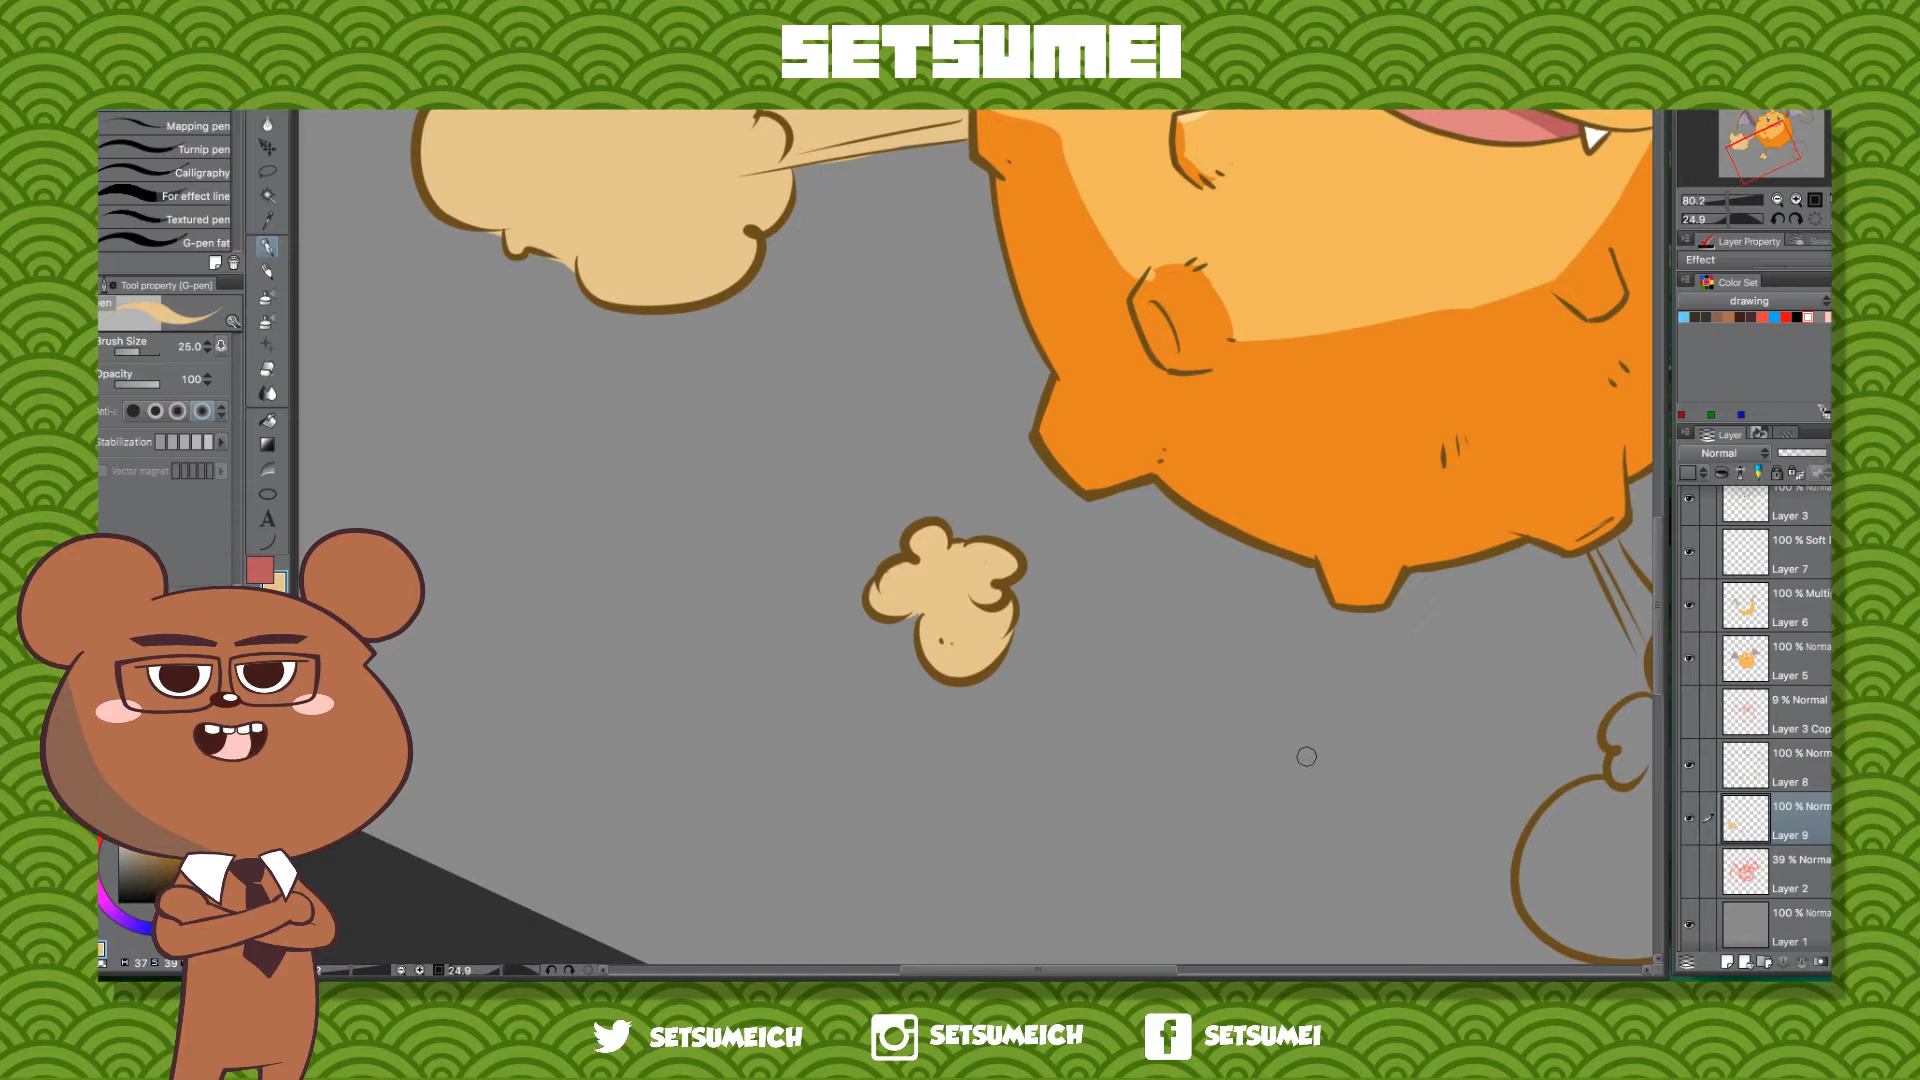 SETSUMEI
Mapping pen
Turnip pen
Calligraphy
For effect line
Textured pen
G-pen fat
Tool property [G-pen]
Brush Size 25.0
Opacity 100
Stabilization
Vector magnet
A
80.2
24.9
Layer Property
Effect
Color Set
drawing
Layer
Normal
Layer 3
100 % Soft
Layer 7
100 % Multi
Layer 6
100 % Norma
Layer 5
9 % Normal
Layer 3 Cop
100 % Norm
Layer 8
100 % Norm
Layer 9
39 % Norma
Layer 2
100 % Norma
Layer 1
H 37 S 39
24.9
SETSUMEICH
SETSUMEICH
SETSUMEI